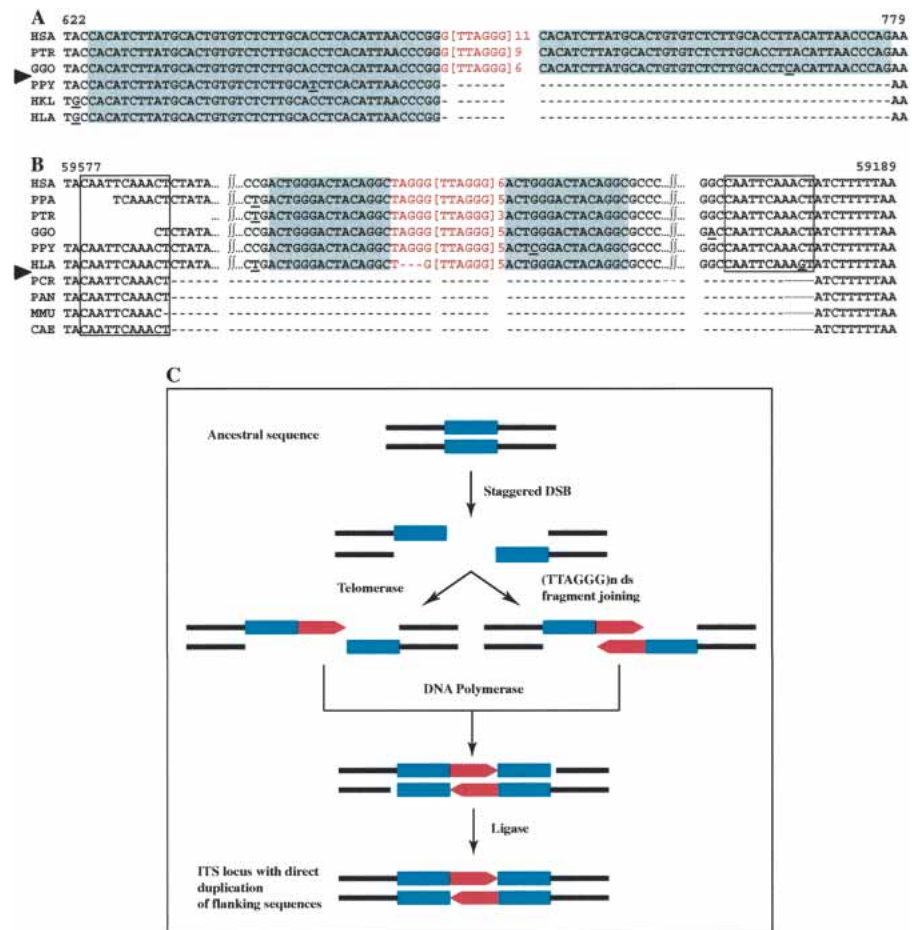 A 622 779
HSA TACCACATCTTATGCACTGTGTCTCTTGCACCTCACATTAACCCGGG[TTAGGG]11 CACATCTTATGCACTGTGTCTCTTGCACCTTACATTAACCCAGAA
PTR TACCACATCTTATGCACTGTGTCTCTTGCACCTCACATTAACCCGGG[TTAGGG]9 CACATCTTATGCACTGTGTCTCTTGCACCTTACATTAACCCAGAA
GGO TACCACATCTTATGCACTGTGTCTCTTGCACCTCACATTAACCCGGG[TTAGGG]6 CACATCTTATGCACTGTGTCTCTTGCACCTCACATTAACCCAGAA
PPY TACCACATCTTATGCACTGTGTCTCTTGCATCTCACATTAACCCGG- ------- ---------------------------------------------AA
HKL TGCCACATCTTATGCACTGTGTCTCTTGCACCTCACATTAACCCGG- ------- ---------------------------------------------AA
HLA TGCCACATCTTATGCACTGTGTCTCTTGCACCTCACATTAACCCGG- ------- ---------------------------------------------AA
B 59577 59189
HSA TACAATTCAAACTCTATA… ∫∫…CCGACTGGGACTACAGGCTAGGG[TTAGGG]6ACTGGGACTACAGGCGCCC… ∫∫… GGCCAATTCAAACTATCTTTTTAA
PPA TCAAACTCTATA… ∫∫…CTGACTGGGACTACAGGCTAGGG[TTAGGG]5ACTGGGACTACAGGCGCCC… ∫∫… GGCCAATTCAAACTATCTTTTTAA
PTR … ∫∫…CTGACTGGGACTACAGGCTAGGG[TTAGGG]3ACTGGGACTACAGGCGCCC… ∫∫… GGCCAATTCAAACTATCTTTTTAA
GGO CTCTATA… ∫∫…CCGACTGGGACTACAGGCTAGGG[TTAGGG]5ACTGGGACTACAGGCGCCC… ∫∫… GACCAATTCAAACTATCTTTTTAA
PPY TACAATTCAAACTCTATA… ∫∫…CCGACTGGGACTACAGGCTAGGG[TTAGGG]5ACTCGGACTACAGGCGCCC… ∫∫… GGCCAATTCAAACTATCTTTTTAA
HLA TACAATTCAAACTCTATA… ∫∫…CTGACTGGGACTACAGGCT---G[TTAGGG]5ACTGGGACTACAGGCGCCC… ∫∫… GGCCAATTCAAAGTATCTTTTTAA
PCR TACAATTCAAACT------- ------------------ ------- ---------------- ------------ATCTTTTTAA
PAN TACAATTCAAACT------- ------------------ ------- ---------------- ------------ATCTTTTTAA
MMU TACAATTCAAAC-------- ------------------ ------- ---------------- ------------ATCTTTTTAA
CAE TACAATTCAAACT------- ------------------ ------- ---------------- ------------ATCTTTTTAA
C
Ancestral sequence
Staggered DSB
Telomerase
(TTAGGG)n ds
fragment joining
DNA Polymerase
Ligase
ITS locus with direct
duplication
of flanking sequences